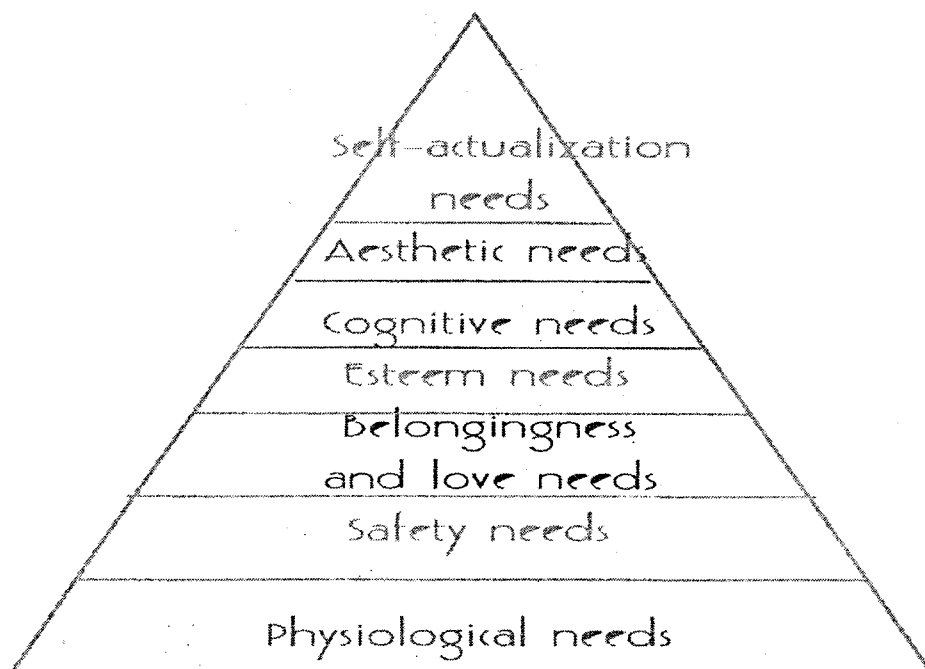 Self-actualization
needs
Aesthetic needs
Cognitive needs
Esteem needs
Belongingness
and love needs
Safety needs
Physiological needs